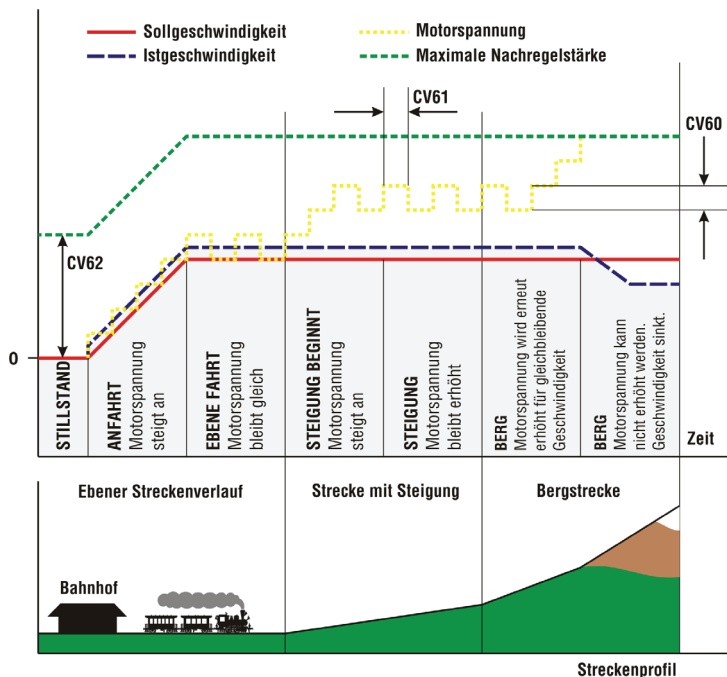 Sollgeschwindigkeit
Istgeschwindigkeit
Motorspannung
Maximale Nachregelstärke
CV61
CV60
CV62
0
STILLSTAND
ANFAHRT
Motorspannung
steigt an
EBENE FAHRT
Motorspannung
bleibt gleich
STEIGUNG BEGINNT
Motorspannung
steigt an
STEIGUNG
Motorspannung
bleibt erhöht
BERG
Motorspannung wird erneut
erhöht für gleichbleibende
Geschwindigkeit
BERG
Motorspannung kann
nicht erhöht werden.
Geschwindigkeit sinkt.
Zeit
Ebener Streckenverlauf
Strecke mit Steigung
Bergstrecke
Bahnhof
Streckenprofil